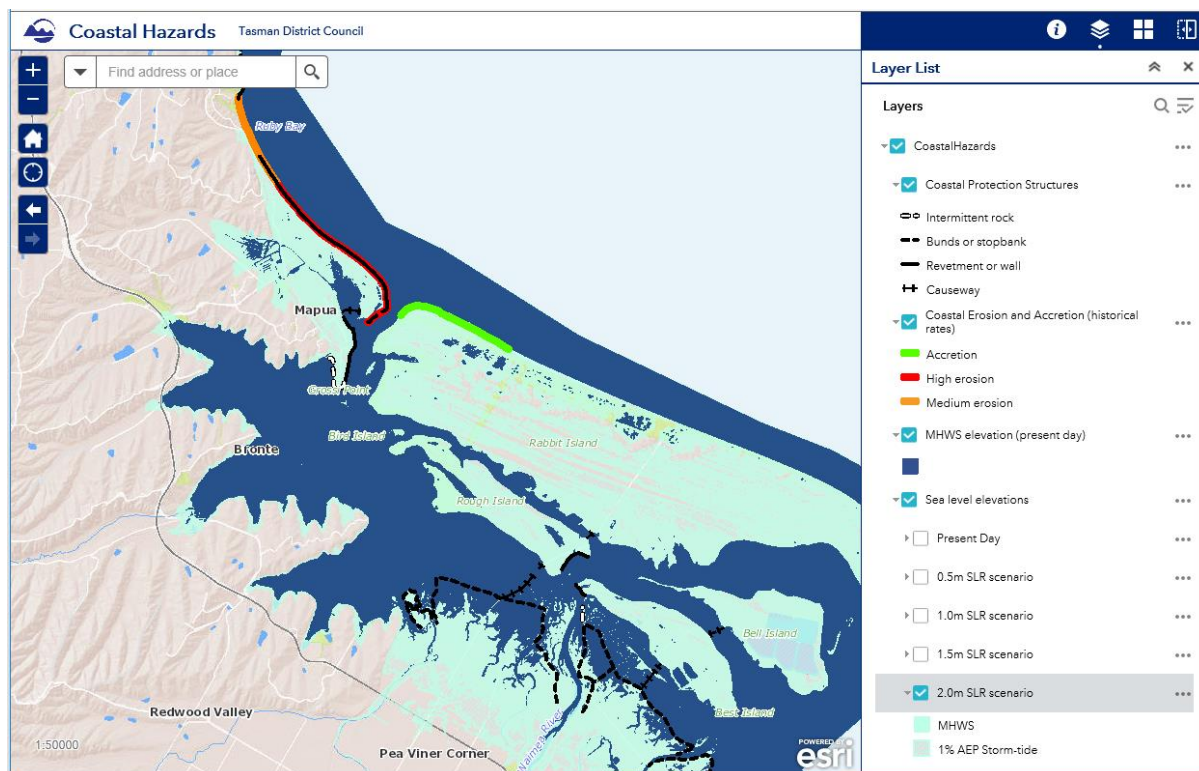 Coastal Hazards
Tasman District Council
Find address or place
Ruby Bay
Mapua
Grossi Point
Bird Island
Bronte
Rabbit Island
Rough Island
Bell Island
Best Island
Redwood Valley
Pea Viner Corner
1:50000
POWERED BY
esri
Layer List
Layers
CoastalHazards
Coastal Protection Structures
Intermittent rock
Bunds or stopbank
Revetment or wall
Causeway
Coastal Erosion and Accretion (historical
rates)
Accretion
High erosion
Medium erosion
MHWS elevation (present day)
Sea level elevations
Present Day
0.5m SLR scenario
1.0m SLR scenario
1.5m SLR scenario
2.0m SLR scenario
MHWS
1% AEP Storm-tide